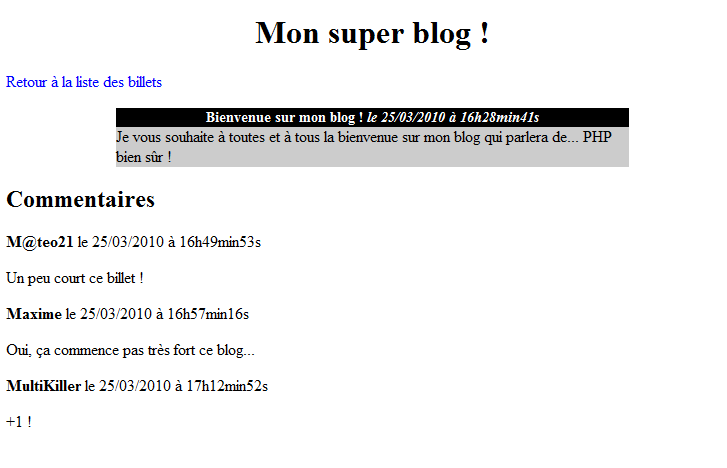 Mon super blog !
Retour à la liste des billets
Bienvenue sur mon blog ! le 25/03/2010 à 16h28min41s
Je vous souhaite à toutes et à tous la bienvenue sur mon blog qui parlera de... PHP
bien sûr !
Commentaires
M@teo21 le 25/03/2010 à 16h49min53s
Un peu court ce billet !
Maxime le 25/03/2010 à 16h57min16s
Oui, ça commence pas très fort ce blog...
MultiKiller le 25/03/2010 à 17h12min52s
+1 !